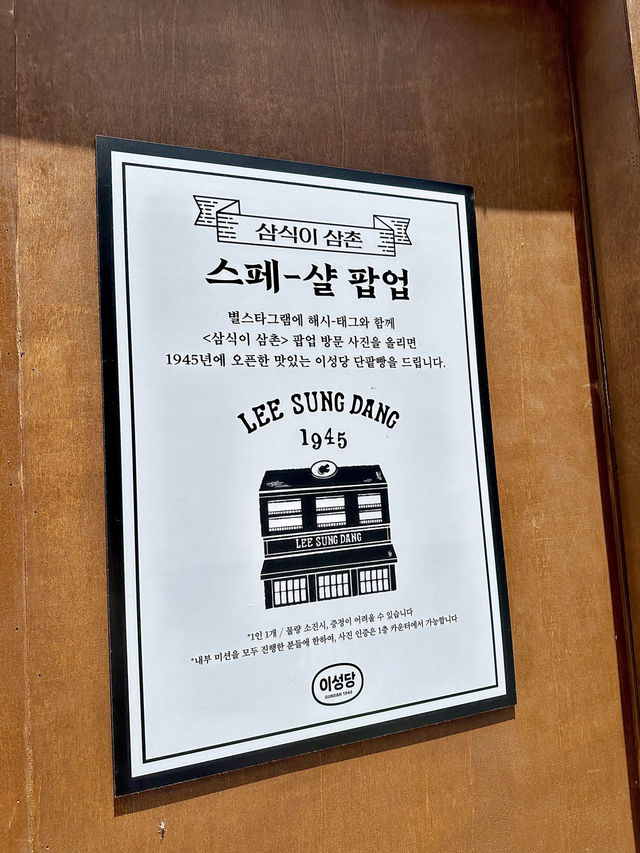 삼식이 삼촌
스페-샬 팝업
별스타그램에 해시-태그와 함께
<삼식이 삼촌> 팝업 방문 사진을 올리면
1945년에 오픈한 맛있는 이성당 단팥빵을 드립니다.
LEE SUNG DANG
1945
LEE SUNG DANG
*1인 1개 / 물량 소진시, 증정이 어려울 수 있습니다
*내부 미션을 모두 진행한 분들에 한하여, 사진 인증은 1층 카운터에서 가능합니다
이성당
GUNSAN 1945